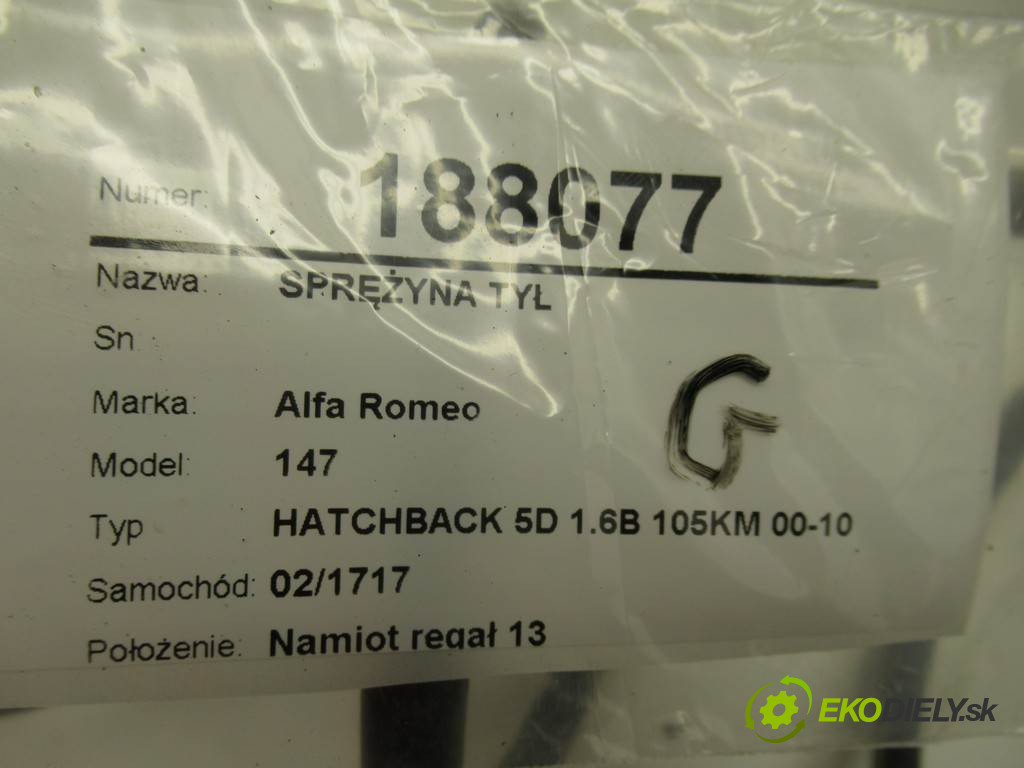 Numer: 188077
Nazwa: SPRĘŻYNA TYŁ
Sn
Marka: Alfa Romeo
G
Model: 147
Typ HATCHBACK 5D 1.6B 105KM 00-10
Samochód: 02/1717
Położenie: Namiot regał 13
EKODIELY.sk